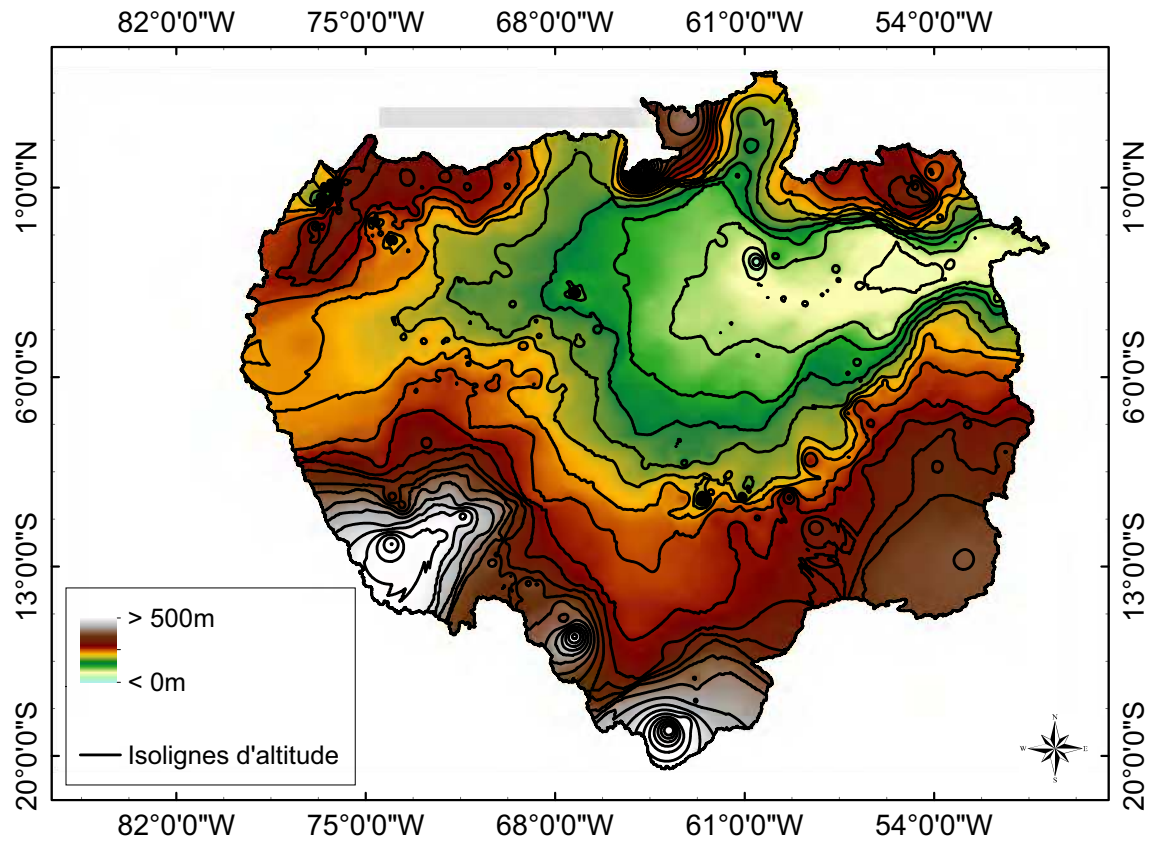 82°0'0"W 75°0'0"W 68°0'0"W 61°0'0"W 54°0'0"W
1°0'0"N 1°0'0"N
6°0'0"S 6°0'0"S
13°0'0"S 13°0'0"S
20°0'0"S 20°0'0"S
> 500m
< 0m
Isolignes d'altitude
N
W E
S
82°0'0"W 75°0'0"W 68°0'0"W 61°0'0"W 54°0'0"W